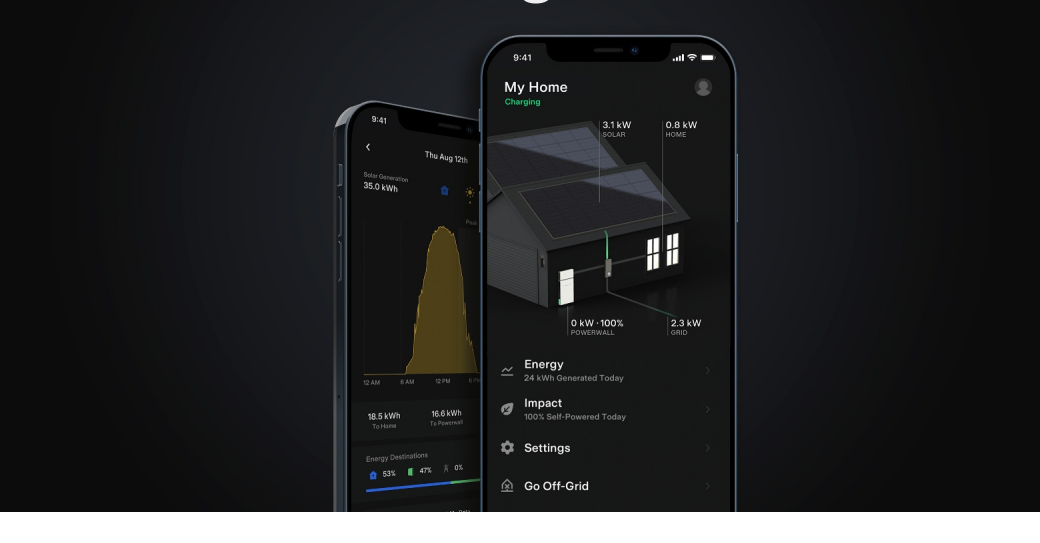 9:41
Thu Aug 12th
Solar Generation
35.0 kWh
Peak
12 AM 6 AM 12 PM 6 PM
18.5 kWh
To Home
16.6 kWh
To Powerwall
Energy Destinations
53% 47% 0%
9:41
My Home
Charging
3.1 kW
SOLAR
0.8 kW
HOME
0 kW · 100%
POWERWALL
2.3 kW
GRID
Energy
24 kWh Generated Today
Impact
100% Self-Powered Today
Settings
Go Off-Grid